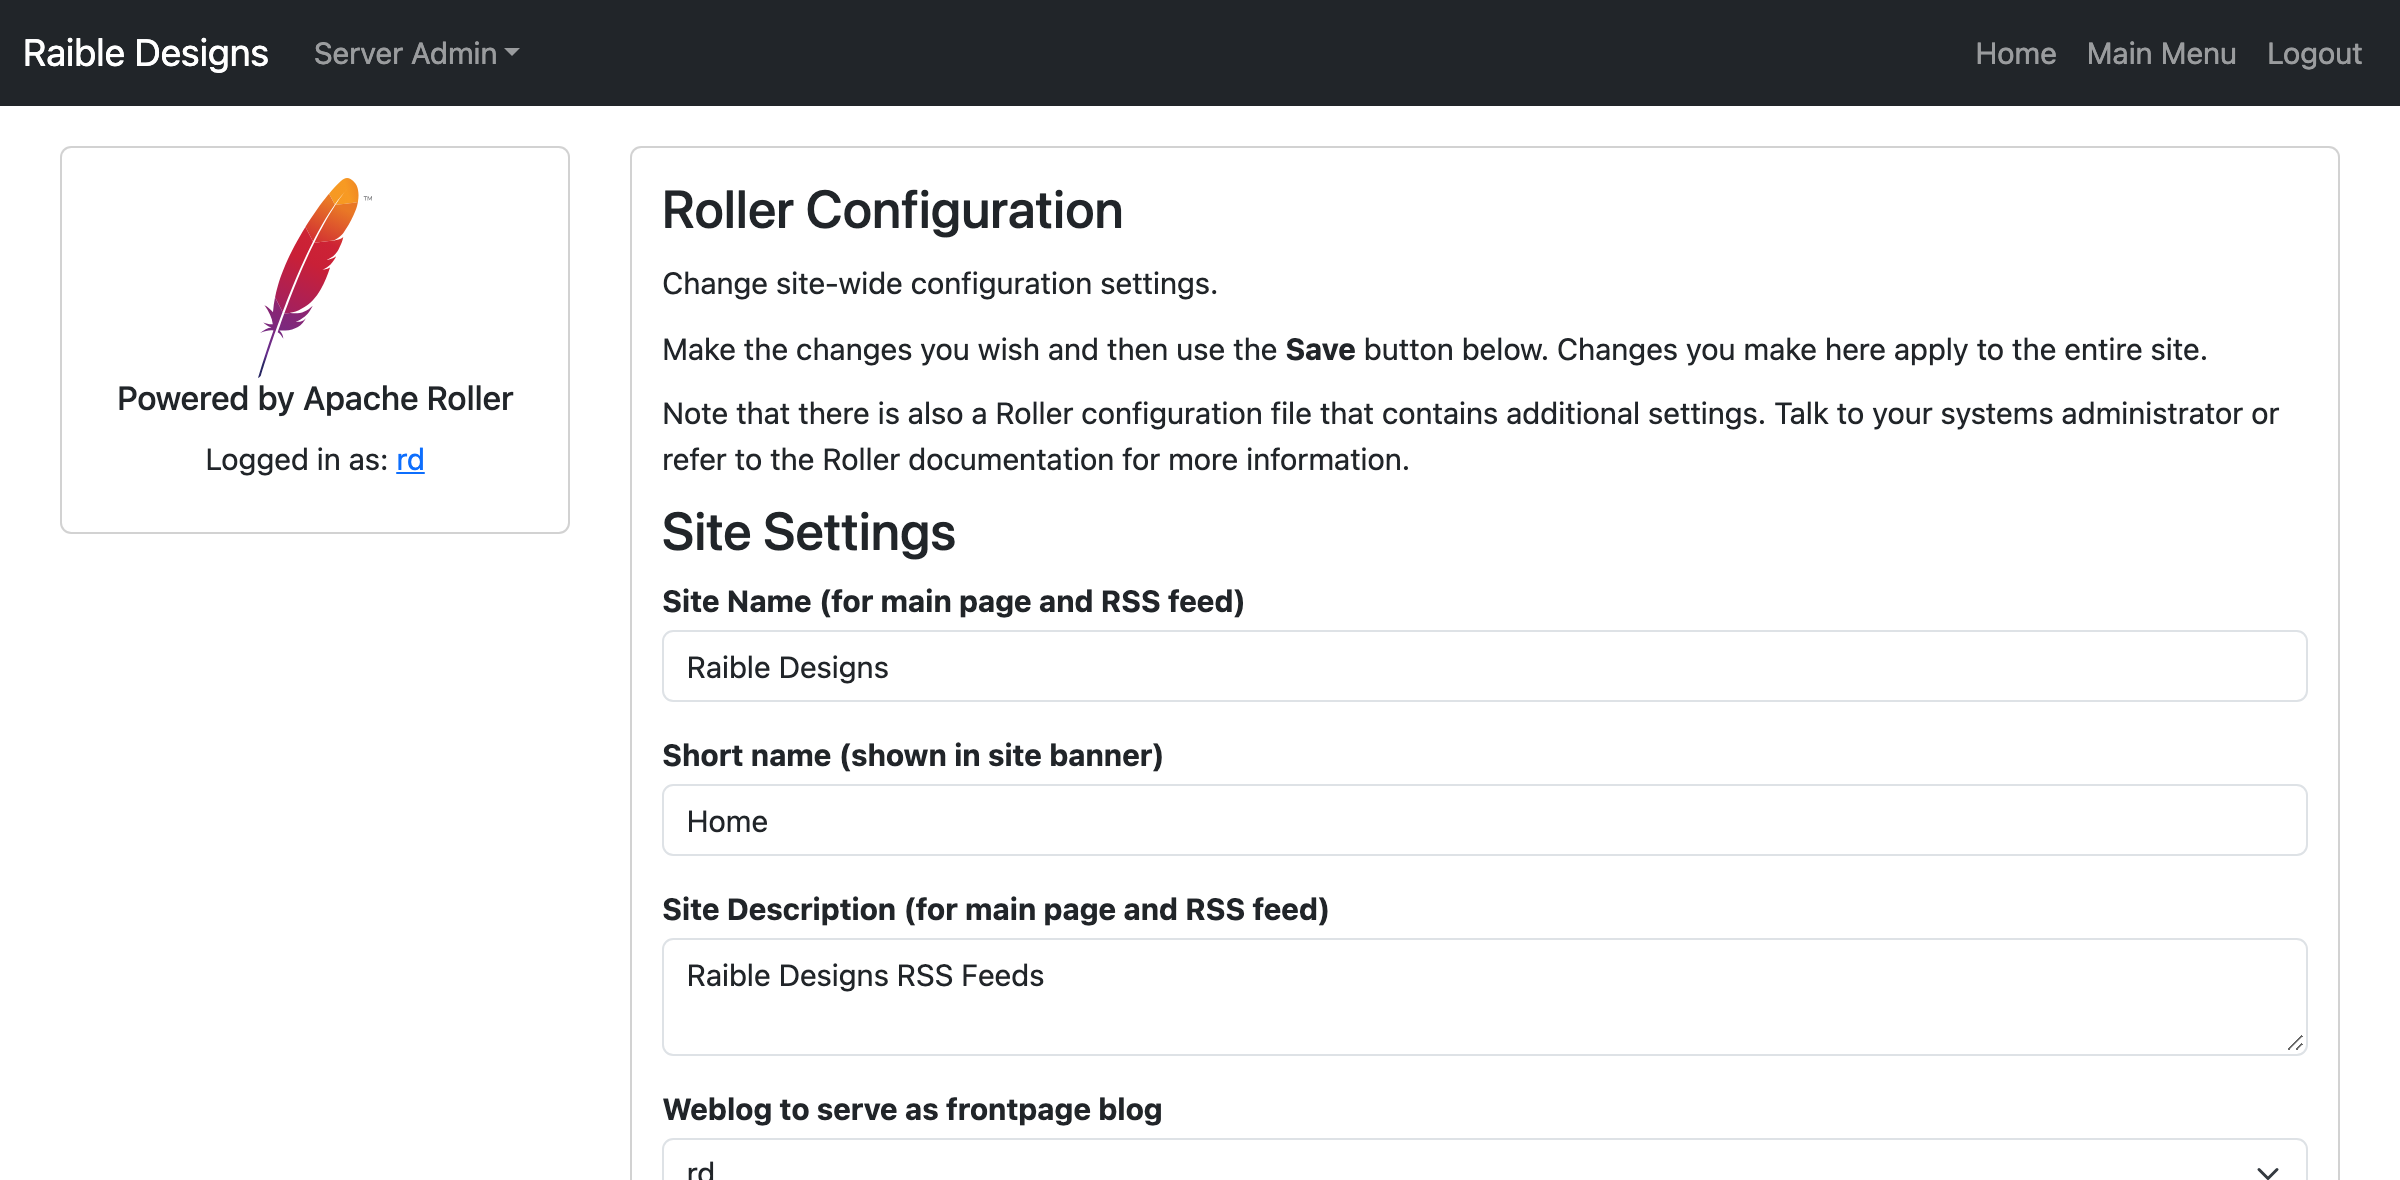 Raible Designs
Server Admin
Home
Main Menu
Logout
TM
Powered by Apache Roller
Logged in as: rd
Roller Configuration
Change site-wide configuration settings.
Make the changes you wish and then use the Save button below. Changes you make here apply to the entire site.
Note that there is also a Roller configuration file that contains additional settings. Talk to your systems administrator or
refer to the Roller documentation for more information.
Site Settings
Site Name (for main page and RSS feed)
Raible Designs
Short name (shown in site banner)
Home
Site Description (for main page and RSS feed)
Raible Designs RSS Feeds
Weblog to serve as frontpage blog
rd